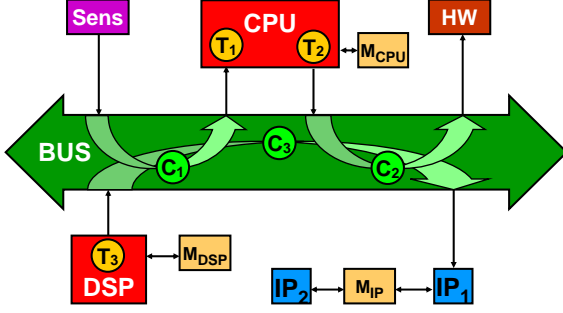 Sens
CPU
HW
T1
T2
MCPU
BUS
C1
C3
C2
T3
DSP
MDSP
IP2
MIP
IP1